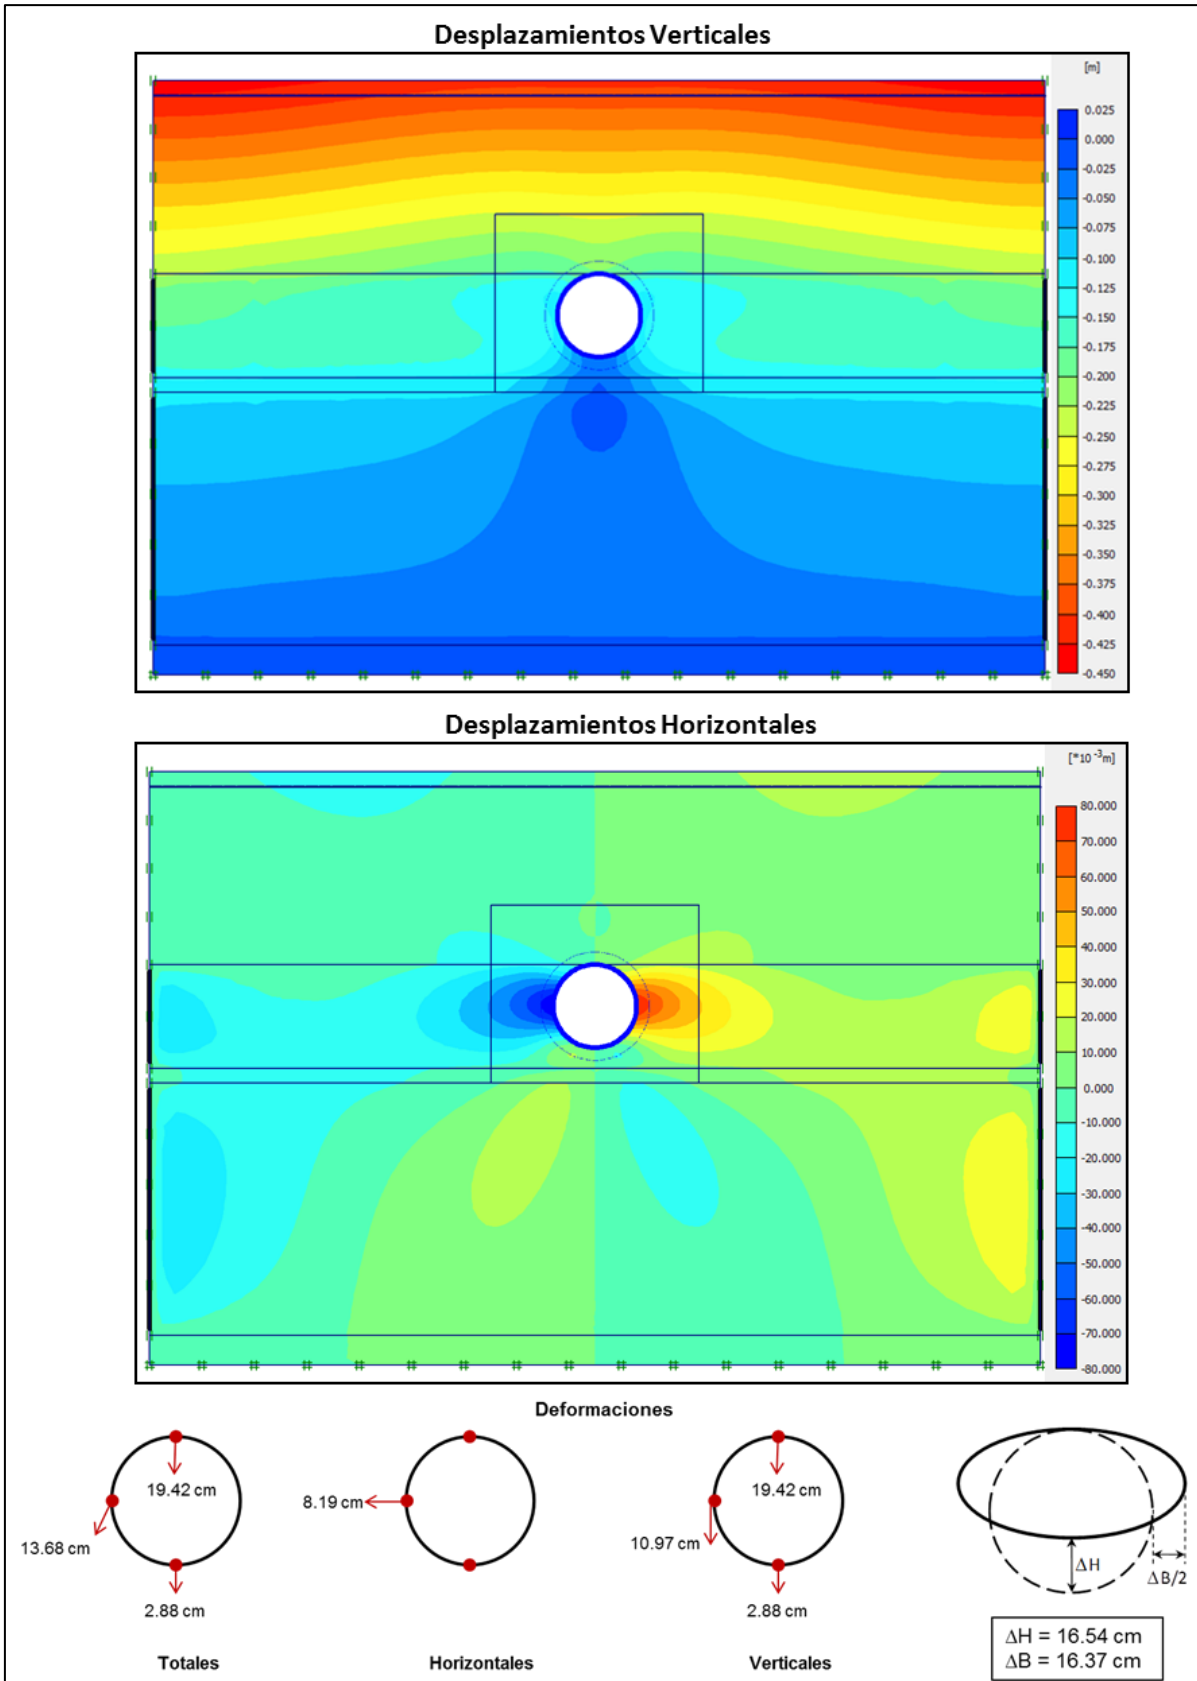 Desplazamientos Verticales
[m]
0.025
0.000
-0.025
-0.050
-0.075
-0.100
-0.125
-0.150
-0.175
-0.200
-0.225
-0.250
-0.275
-0.300
-0.325
-0.350
-0.375
-0.400
-0.425
-0.450
Desplazamientos Horizontales
[*10⁻³m]
80.000
70.000
60.000
50.000
40.000
30.000
20.000
10.000
0.000
-10.000
-20.000
-30.000
-40.000
-50.000
-60.000
-70.000
-80.000
Deformaciones
19.42 cm
13.68 cm
2.88 cm
Totales
8.19 cm
Horizontales
19.42 cm
10.97 cm
2.88 cm
Verticales
ΔH
ΔB/2
ΔH = 16.54 cm
ΔB = 16.37 cm